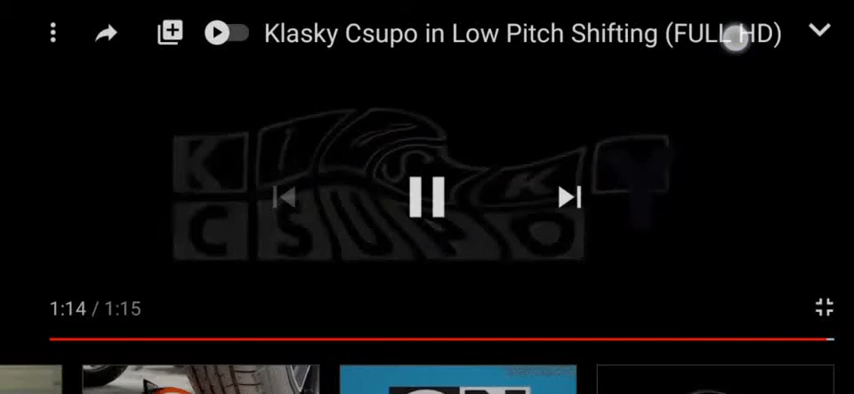 Klasky Csupo in Low Pitch Shifting (FULL HD)
KLASKY
CSUPO
1:14 / 1:15